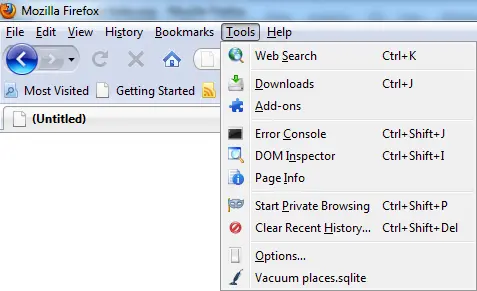 Mozilla Firefox
File Edit View History Bookmarks Tools Help
Web Search Ctrl+K
Downloads Ctrl+J
Add-ons
Error Console Ctrl+Shift+J
DOM Inspector Ctrl+Shift+I
Page Info
Start Private Browsing Ctrl+Shift+P
Clear Recent History... Ctrl+Shift+Del
Options...
Vacuum places.sqlite
Most Visited Getting Started
(Untitled)